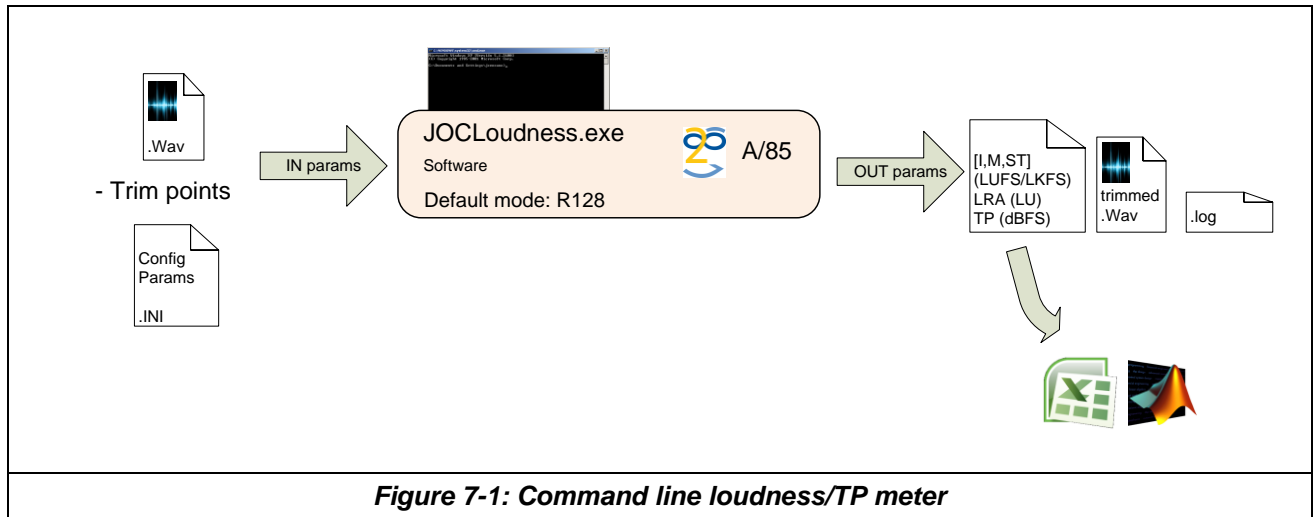 .Wav
- Trim points
Config
Params
.INI
IN params
JOCLoudness.exe
Software
Default mode: R128
A/85
OUT params
[I,M,ST]
(LUFS/LKFS)
LRA (LU)
TP (dBFS)
trimmed
.Wav
.log
Figure 7-1: Command line loudness/TP meter